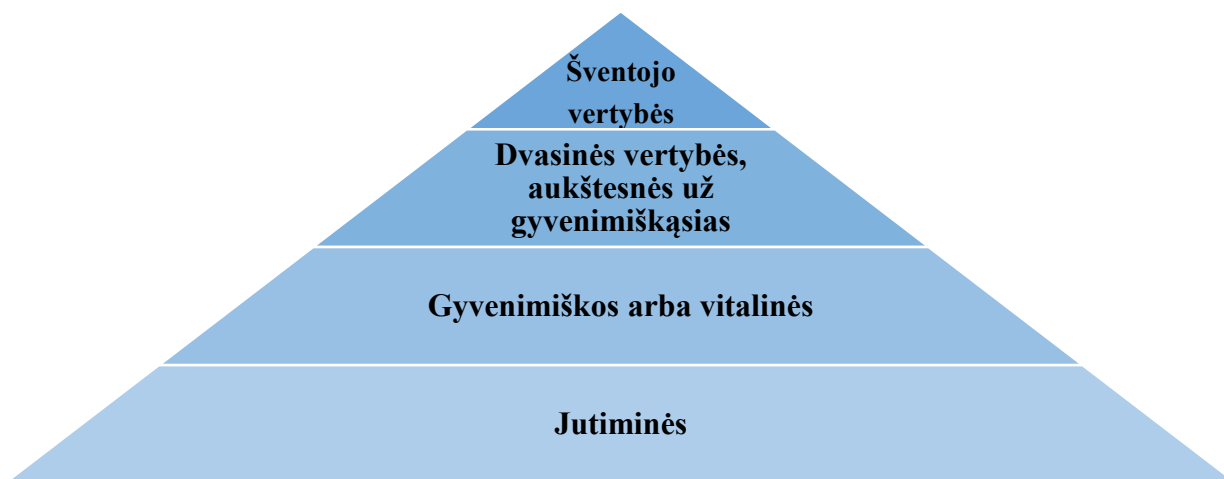 Šventojo
vertybės
Dvasinės vertybės,
aukštesnės už
gyvenimiškąsias
Gyvenimiškos arba vitalinės
Jutiminės